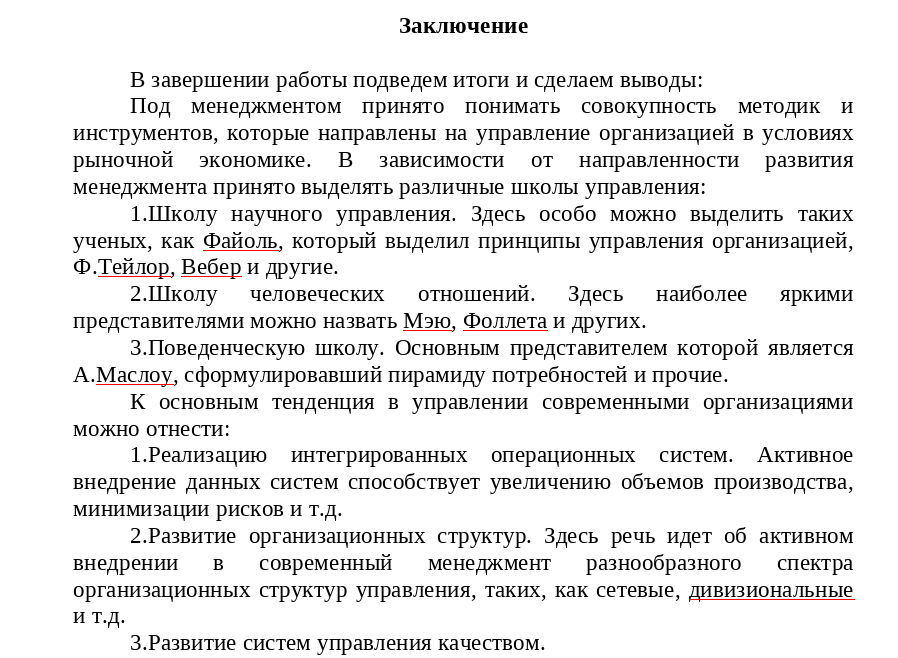 Заключение
В завершении работы подведем итоги и сделаем выводы:
Под менеджментом принято понимать совокупность методик и
инструментов, которые направлены на управление организацией в условиях
рыночной экономике. В зависимости от направленности развития
менеджмента принято выделять различные школы управления:
1.Школу научного управления. Здесь особо можно выделить таких
ученых, как Файоль, который выделил принципы управления организацией,
Ф.Тейлор, Вебер и другие.
2.Школу человеческих отношений. Здесь наиболее яркими
представителями можно назвать Мэю, Фоллета и других.
3.Поведенческую школу. Основным представителем которой является
А.Маслоу, сформулировавший пирамиду потребностей и прочие.
К основным тенденция в управлении современными организациями
можно отнести:
1.Реализацию интегрированных операционных систем. Активное
внедрение данных систем способствует увеличению объемов производства,
минимизации рисков и т.д.
2.Развитие организационных структур. Здесь речь идет об активном
внедрении в современный менеджмент разнообразного спектра
организационных структур управления, таких, как сетевые, дивизиональные
и т.д.
3.Развитие систем управления качеством.